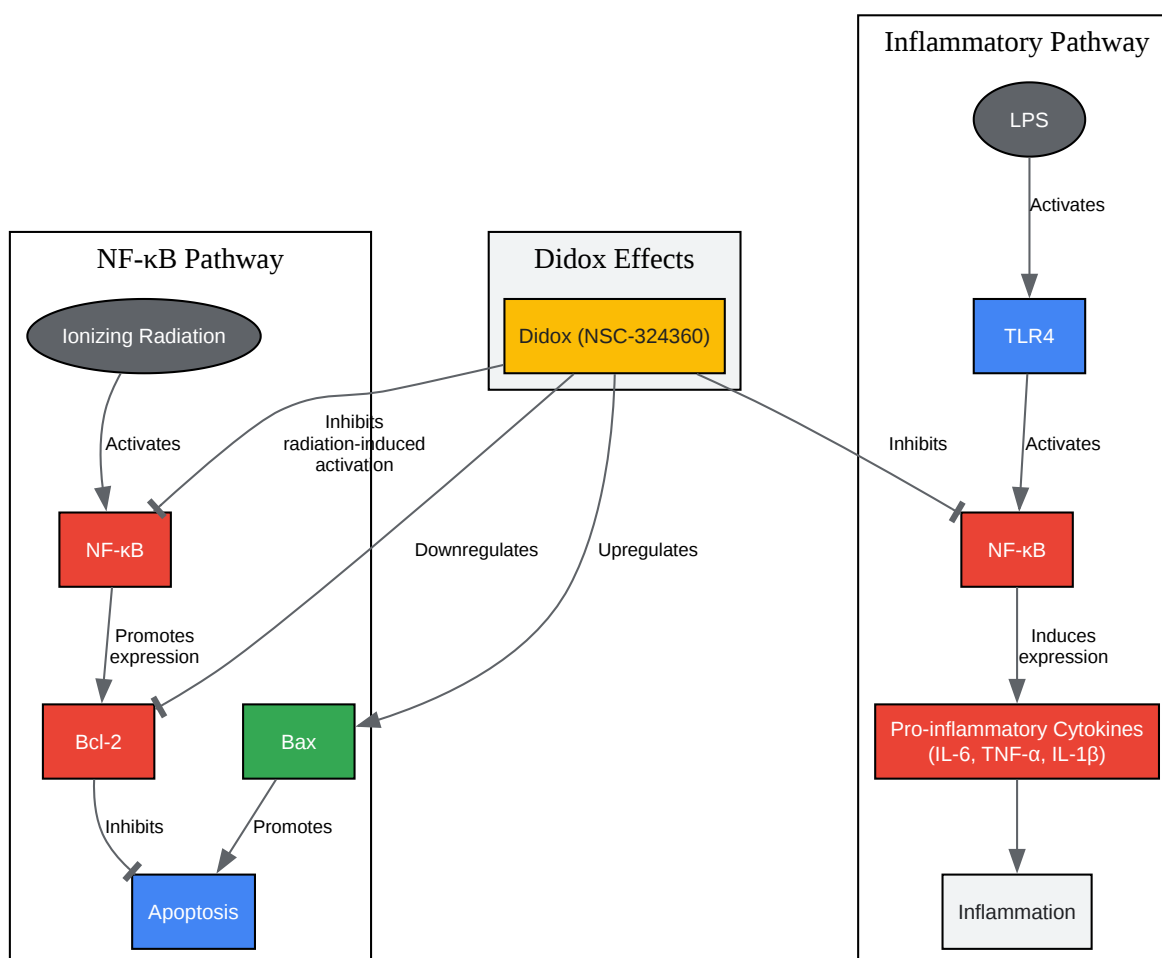 Inflammatory Pathway
LPS
Activates
NF-κB Pathway
Didox Effects
Ionizing Radiation
Didox (NSC-324360)
TLR4
Activates
Inhibits
radiation-induced
activation
Inhibits
Activates
NF-κB
Downregulates
Upregulates
NF-κB
Promotes
expression
Induces
expression
Bcl-2
Bax
Pro-inflammatory Cytokines
(IL-6, TNF-α, IL-1β)
Inhibits
Promotes
Apoptosis
Inflammation